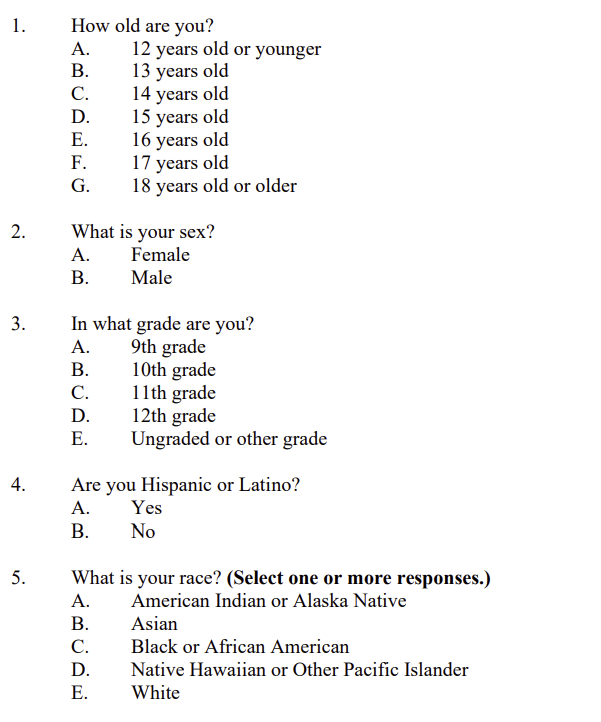 1. How old are you?
A. 12 years old or younger
B. 13 years old
C. 14 years old
D. 15 years old
E. 16 years old
F. 17 years old
G. 18 years old or older
2. What is your sex?
A. Female
B. Male
3. In what grade are you?
A. 9th grade
B. 10th grade
C. 11th grade
D. 12th grade
E. Ungraded or other grade
4. Are you Hispanic or Latino?
A. Yes
B. No
5. What is your race? (Select one or more responses.)
A. American Indian or Alaska Native
B. Asian
C. Black or African American
D. Native Hawaiian or Other Pacific Islander
E. White